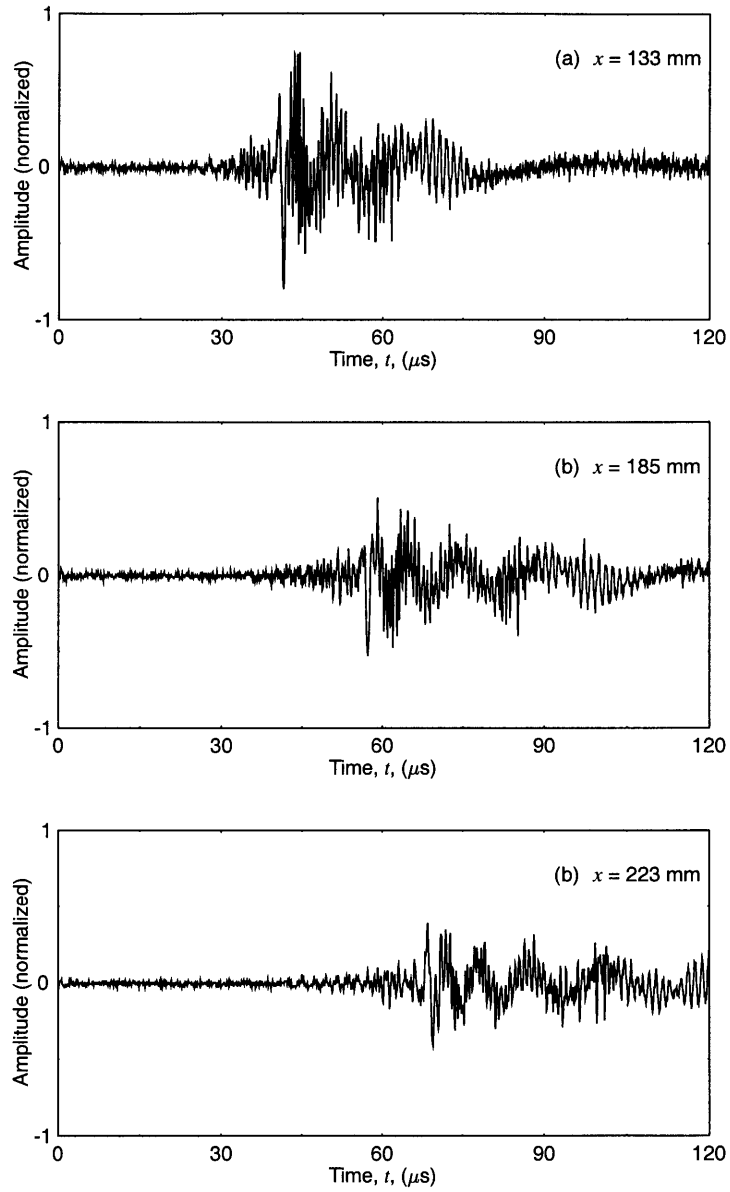 1
(a) x = 133 mm
Amplitude (normalized)
0
-1
0 30 60 90 120
Time, t, (μs)
1
(b) x = 185 mm
Amplitude (normalized)
0
-1
0 30 60 90 120
Time, t, (μs)
1
(b) x = 223 mm
Amplitude (normalized)
0
-1
0 30 60 90 120
Time, t, (μs)